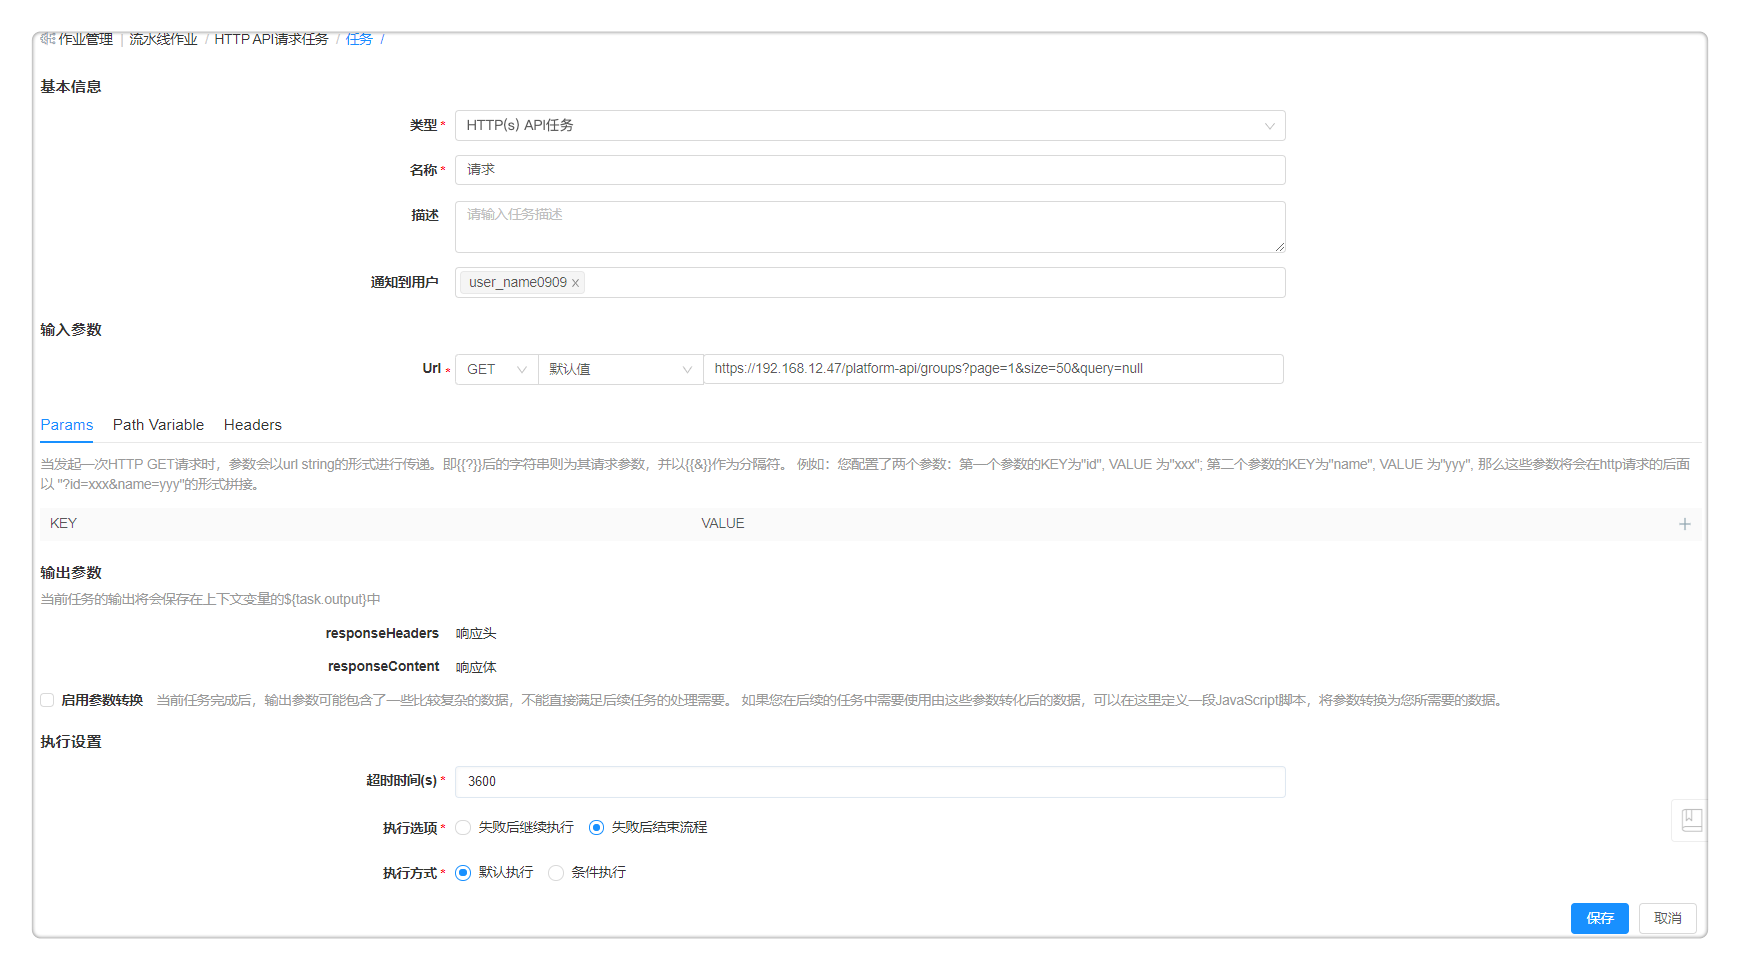 作业管理 | 流水线作业 / HTTP API请求任务 / 任务 /
基本信息
类型 * HTTP(s) API任务
名称 * 请求
描述 请输入任务描述
通知到用户 user_name0909 x
输入参数
Url * GET 默认值 https://192.168.12.47/platform-api/groups?page=1&size=50&query=null
Params Path Variable Headers
当发起一次HTTP GET请求时，参数会以url string的形式进行传递。即{{?}}后的字符串则为其请求参数，并以{{&}}作为分隔符。 例如：您配置了两个参数：第一个参数的KEY为"id", VALUE 为"xxx"; 第二个参数的KEY为"name", VALUE 为"yyy", 那么这些参数将会在http请求的后面
以 "?id=xxx&name=yyy"的形式拼接。
KEY VALUE +
输出参数
当前任务的输出将会保存在上下文变量的${task.output}中
responseHeaders 响应头
responseContent 响应体
启用参数转换 当前任务完成后，输出参数可能包含了一些比较复杂的数据，不能直接满足后续任务的处理需要。 如果您在后续的任务中需要使用由这些参数转化后的数据，可以在这里定义一段JavaScript脚本，将参数转换为您所需要的数据。
执行设置
超时时间(s) * 3600
执行选项 * 失败后继续执行 失败后结束流程
执行方式 * 默认执行 条件执行
保存 取消